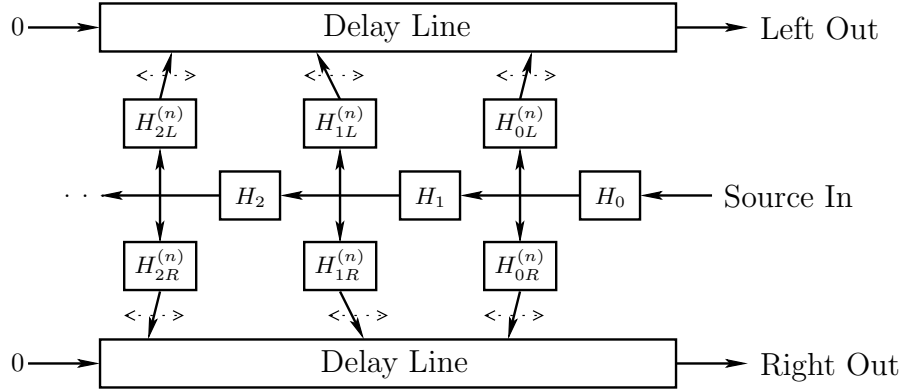 0 Delay Line Left Out
H_{2L}^{(n)} H_{1L}^{(n)} H_{0L}^{(n)}
· · H_2 H_1 H_0 Source In
H_{2R}^{(n)} H_{1R}^{(n)} H_{0R}^{(n)}
0 Delay Line Right Out